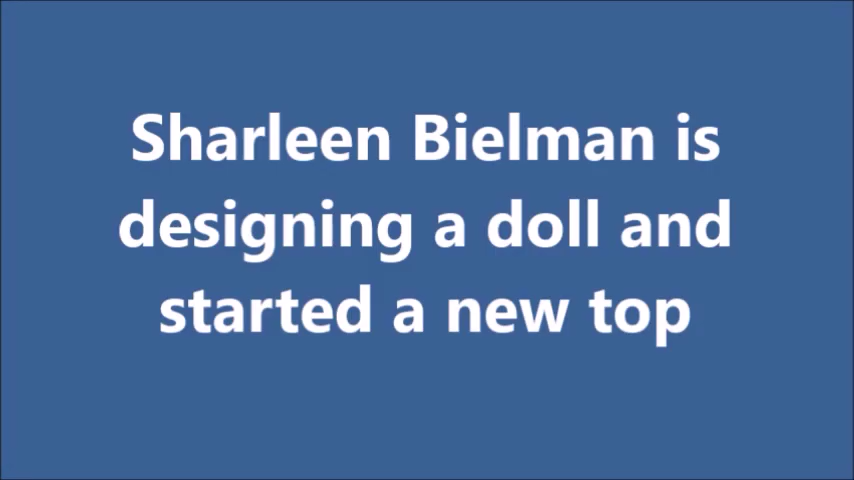 Sharleen Bielman is
designing a doll and
started a new top